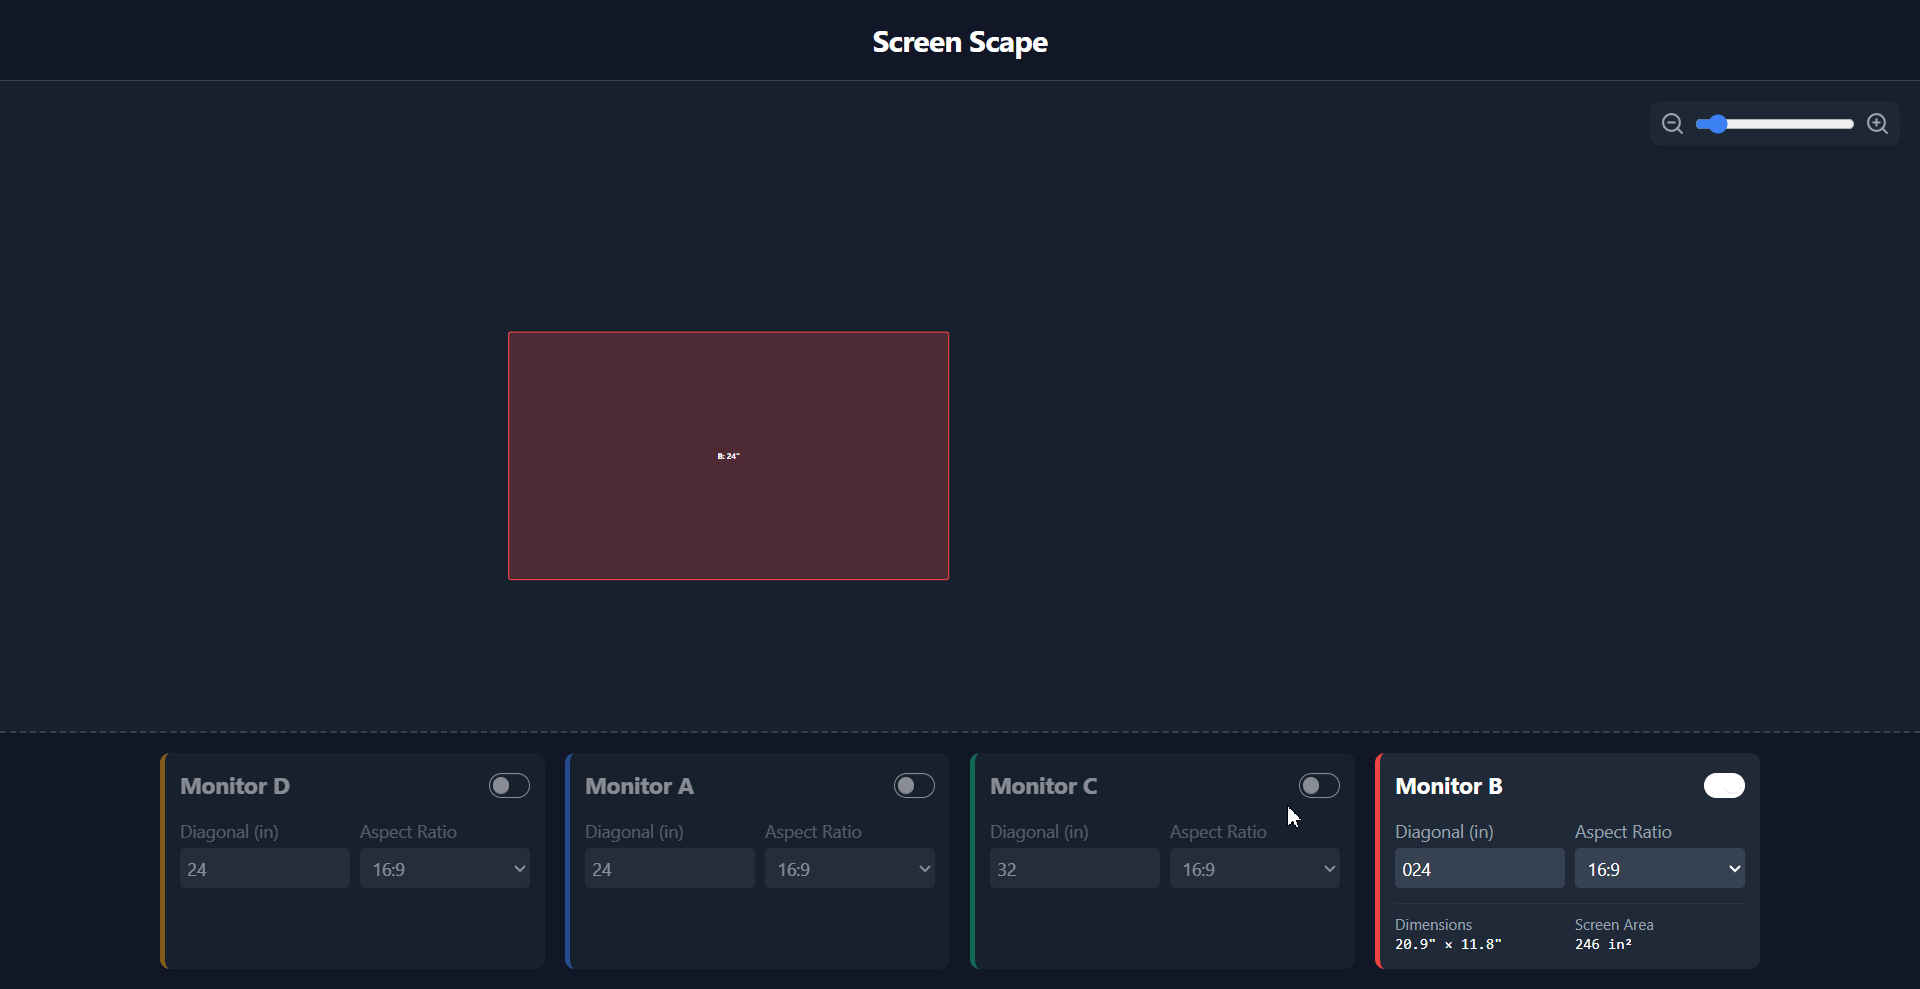 Screen Scape
B: 24"
Monitor D
Diagonal (in) Aspect Ratio
24 16:9
Monitor A
Diagonal (in) Aspect Ratio
24 16:9
Monitor C
Diagonal (in) Aspect Ratio
32 16:9
Monitor B
Diagonal (in) Aspect Ratio
024 16:9
Dimensions Screen Area
20.9" x 11.8" 246 in²